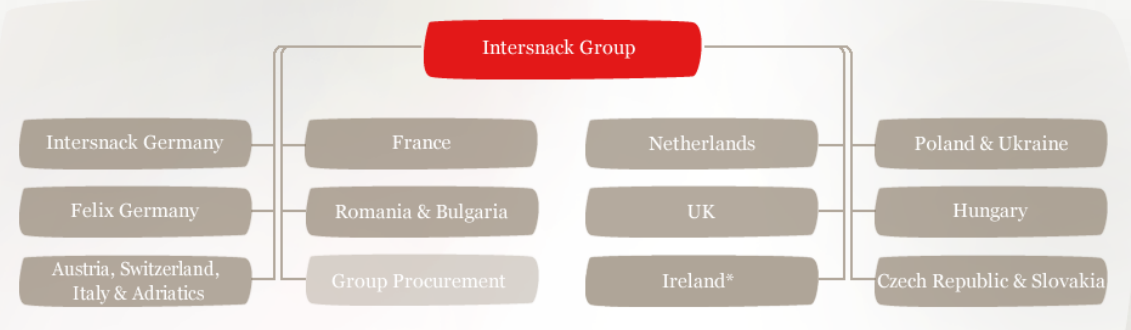 Intersnack Group
Intersnack Germany
France
Netherlands
Poland & Ukraine
Felix Germany
Romania & Bulgaria
UK
Hungary
Austria, Switzerland,
Italy & Adriatics
Group Procurement
Ireland*
Czech Republic & Slovakia